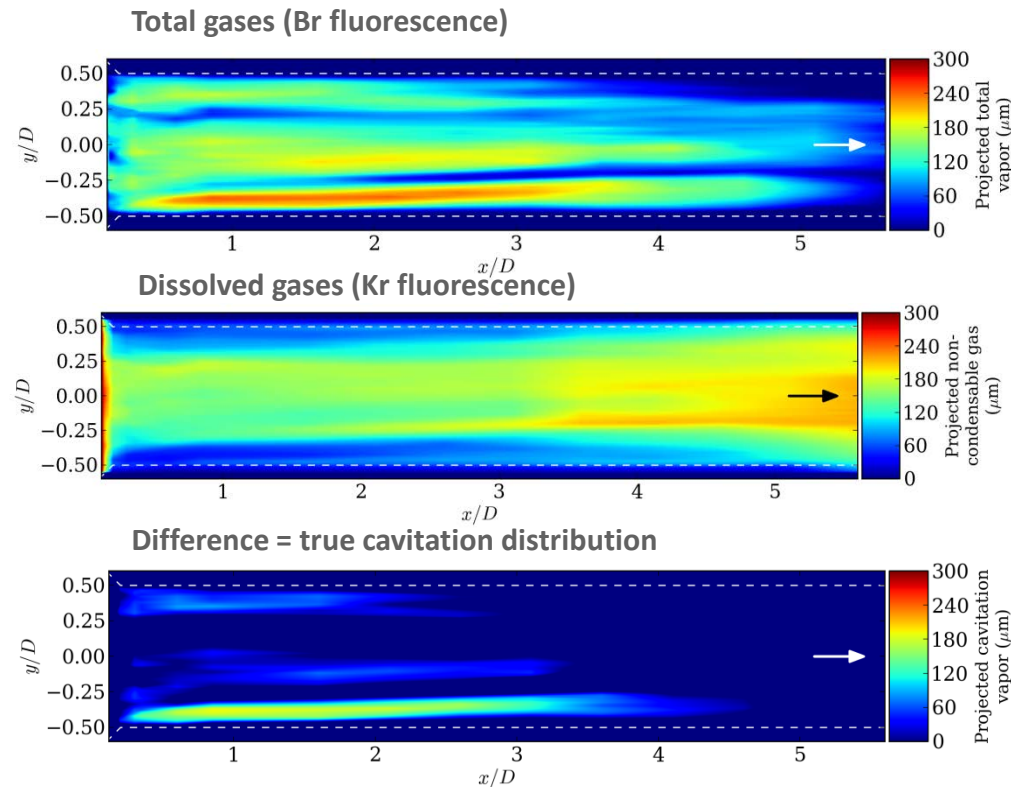 Total gases (Br fluorescence)
0.50
0.25
0.00
−0.25
−0.50
y/D
1 2 3 4 5
x/D
300
240
180
120
60
0
Projected total
vapor (μm)
Dissolved gases (Kr fluorescence)
0.50
0.25
0.00
−0.25
−0.50
y/D
1 2 3 4 5
x/D
300
240
180
120
60
0
Projected non-
condensable gas
(μm)
Difference = true cavitation distribution
0.50
0.25
0.00
−0.25
−0.50
y/D
1 2 3 4 5
x/D
300
240
180
120
60
0
Projected cavitation
vapor (μm)